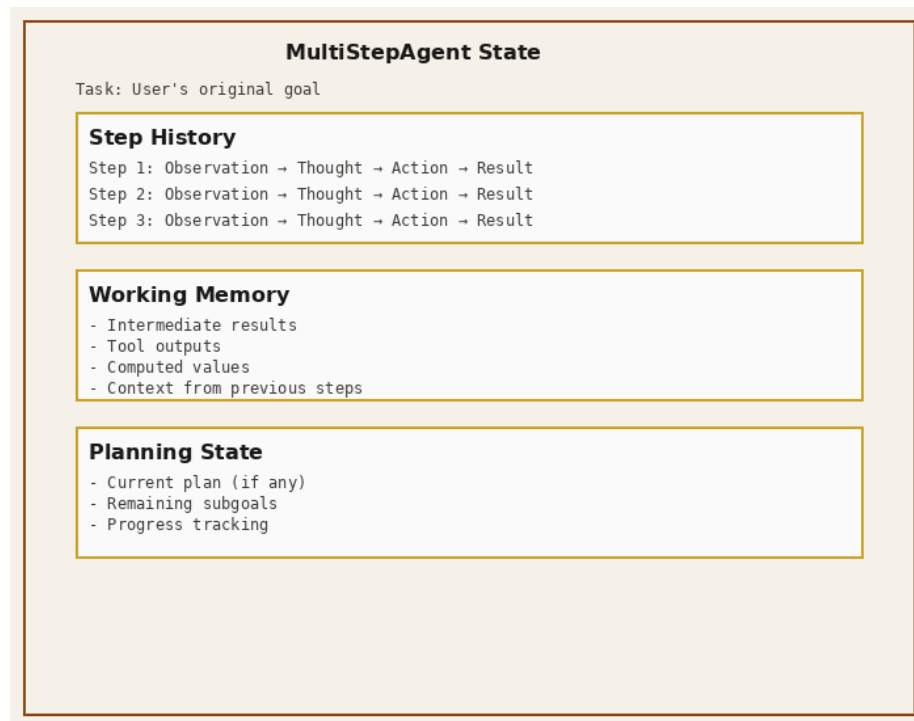 MultiStepAgent State
Task: User's original goal
Step History
Step 1: Observation → Thought → Action → Result
Step 2: Observation → Thought → Action → Result
Step 3: Observation → Thought → Action → Result
Working Memory
- Intermediate results
- Tool outputs
- Computed values
- Context from previous steps
Planning State
- Current plan (if any)
- Remaining subgoals
- Progress tracking